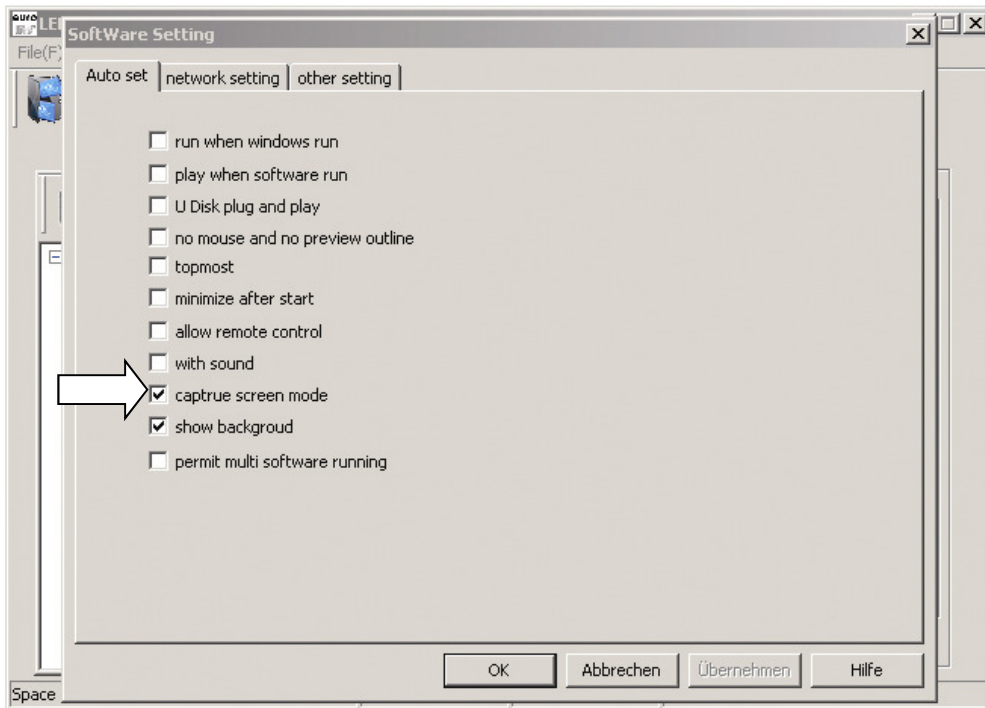 euro
LE
SoftWare Setting
File(F)
Auto set network setting other setting
run when windows run
play when software run
U Disk plug and play
no mouse and no preview outline
topmost
minimize after start
allow remote control
with sound
captrue screen mode
show backgroud
permit multi software running
OK Abbrechen Übernehmen Hilfe
Space